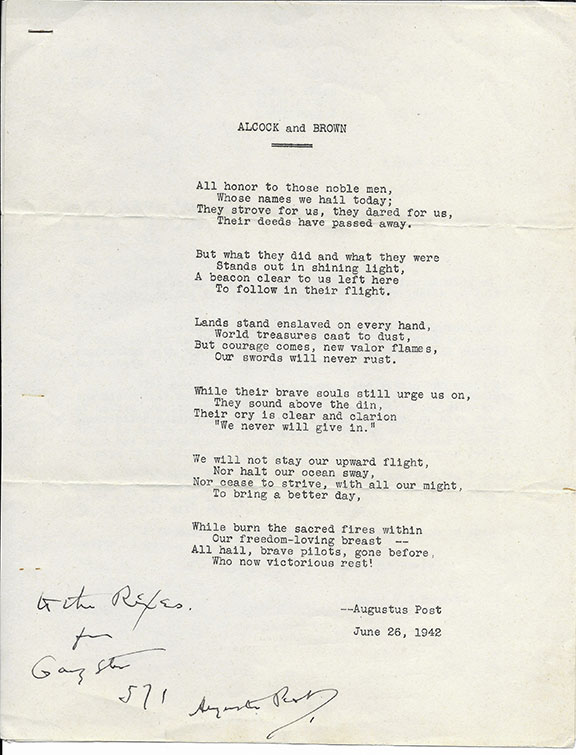 ALCOCK and BROWN
All honor to those noble men,
Whose names we hail today;
They strove for us, they dared for us,
Their deeds have passed away.
But what they did and what they were
Stands out in shining light,
A beacon clear to us left here
To follow in their flight.
Lands stand enslaved on every hand,
World treasures cast to dust,
But courage comes, new valor flames,
Our swords will never rust.
While their brave souls still urge us on,
They sound above the din,
Their cry is clear and clarion
"We never will give in."
We will not stay our upward flight,
Nor halt our ocean sway,
Nor cease to strive, with all our might,
To bring a better day,
While burn the sacred fires within
Our freedom-loving breast --
All hail, brave pilots, gone before,
Who now victorious rest!
--Augustus Post
June 26, 1942
to the
from
571
Augustus Post